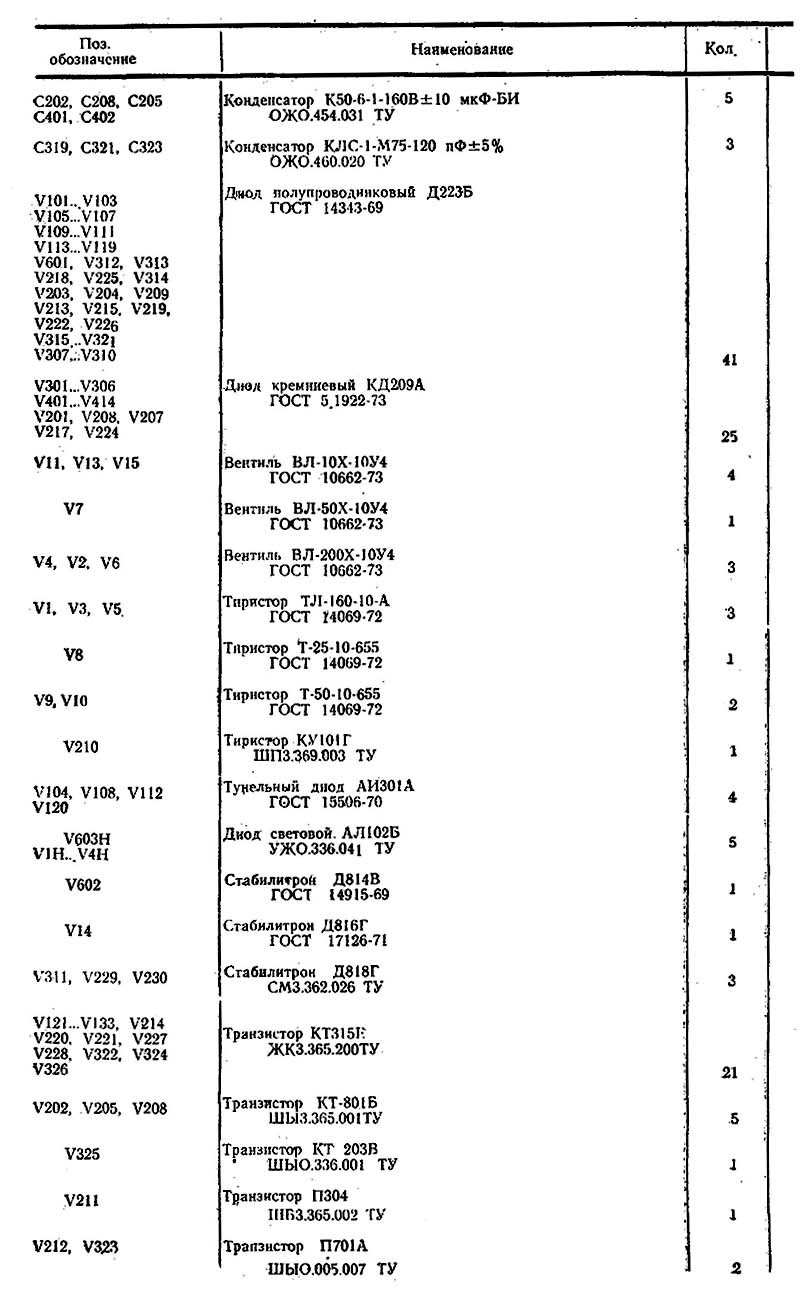 Поз. обозначение Наименование Кол.
C202, C208, C205 Конденсатор К50-6-1-160В±10 мкФ-БИ 5
C401, C402 ОЖО.454.031 ТУ
C319, C321, C323 Конденсатор КЛС-1-М75-120 пФ±5% 3
ОЖО.460.020 ТУ
V101...V103 Диод полупроводниковый Д223Б
V105...V107 ГОСТ 14343-69
V109...V111
V113...V119
V601, V312, V313
V218, V225, V314
V203, V204, V209
V213, V215, V219,
V222, V226
V315...V321
V307...V310 41
V301...V306 Диод кремниевый КД209А
V401...V414 ГОСТ 5.1922-73
V201, V208, V207
V217, V224 25
V11, V13, V15 Вентиль ВЛ-10Х-10У4
ГОСТ 10662-73 4
V7 Вентиль ВЛ-50Х-10У4
ГОСТ 10662-73 1
V4, V2, V6 Вентиль ВЛ-200Х-10У4
ГОСТ 10662-73 3
V1, V3, V5. Тиристор ТЛ-160-10-А
ГОСТ 14069-72 3
V8 Тиристор Т-25-10-655
ГОСТ 14069-72 1
V9, V10 Тиристор Т-50-10-655
ГОСТ 14069-72 2
V210 Тиристор КУ101Г
ШП3.369.003 ТУ 1
V104, V108, V112 Тунельный диод АИ301А
V120 ГОСТ 15506-70 4
V603Н Диод световой. АЛ102Б
V1Н...V4Н УЖО.336.041 ТУ 5
V602 Стабилитрон Д814В
ГОСТ 14915-69 1
V14 Стабилитрон Д816Г
ГОСТ 17126-71 1
V311, V229, V230 Стабилитрон Д818Г
СМ3.362.026 ТУ 3
V121...V133, V214
V220, V221, V227 Транзистор
V228, V322, V324 ЖК3.365.200ТУ
V326 21
V202, V205, V208 Транзистор КТ-801Б
ШЫ3.365.001ТУ 5
V325 Транзистор КТ 203В
ШЫО.336.001 ТУ 1
V211 Транзистор П304
365.002 ТУ 1
V212, V323 Транзистор П701А
ШЫО.005.007 ТУ 2